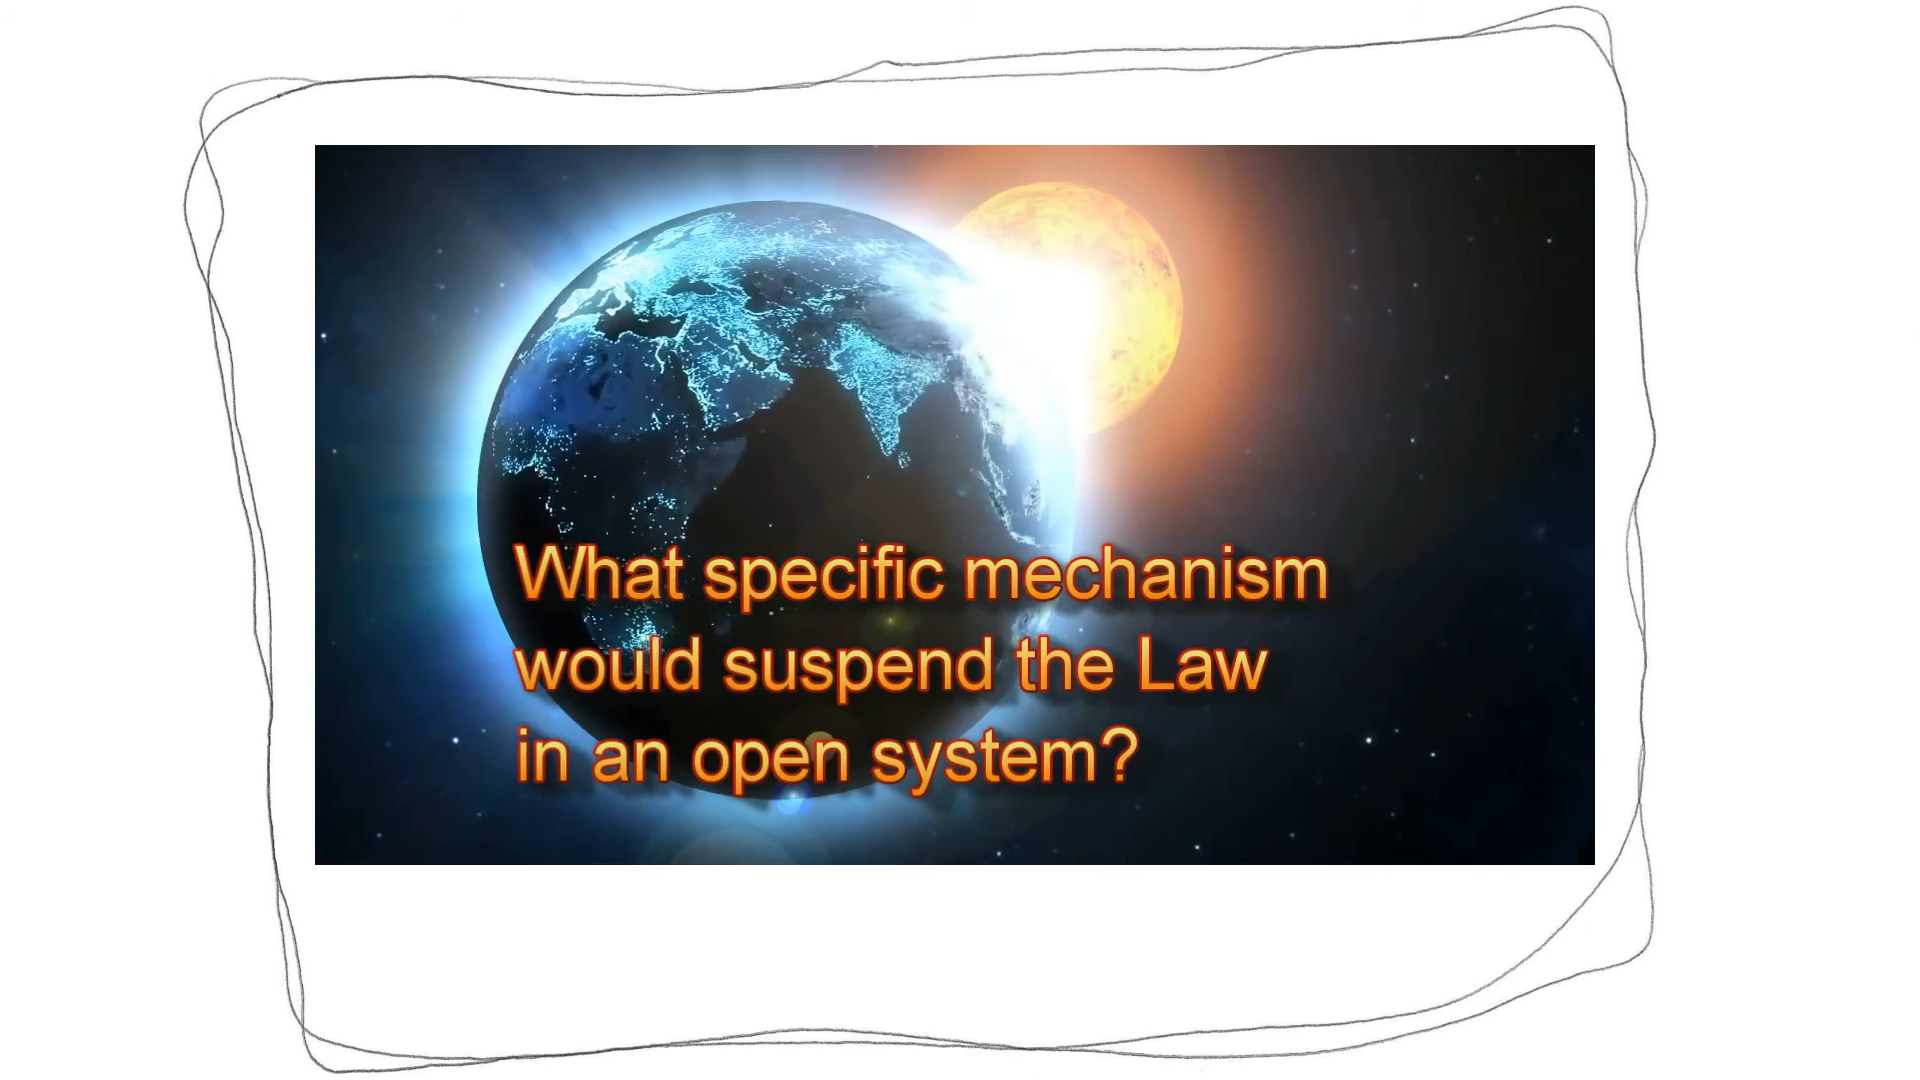 What specific mechanism
would suspend the Law
in an open system?